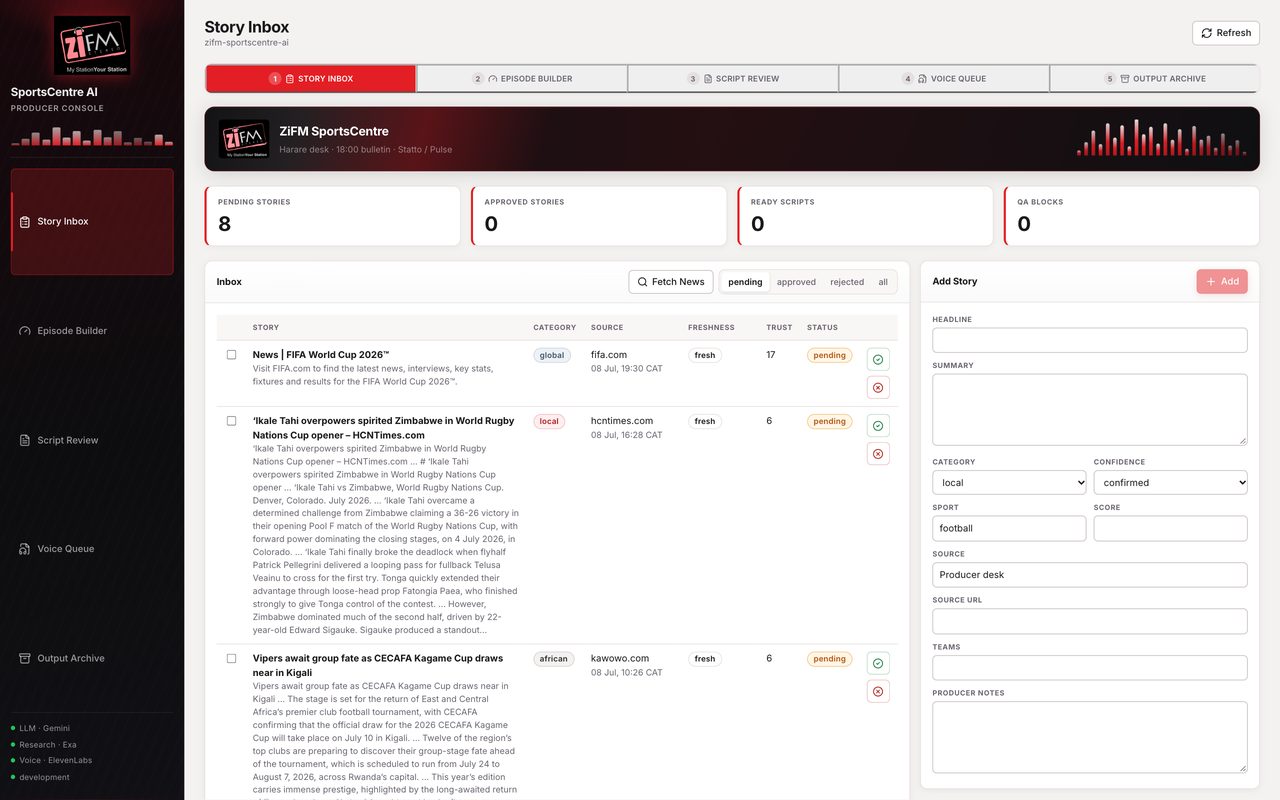 ZiFM
STEREO
My Station Your Station
SportsCentre AI
PRODUCER CONSOLE
Story Inbox
Episode Builder
Script Review
Voice Queue
Output Archive
LLM · Gemini
Research · Exa
Voice · ElevenLabs
development
Story Inbox
zifm-sportscentre-ai
Refresh
1 STORY INBOX
2 EPISODE BUILDER
3 SCRIPT REVIEW
4 VOICE QUEUE
5 OUTPUT ARCHIVE
ZiFM
My Station Your Station
ZiFM SportsCentre
Harare desk · 18:00 bulletin · Statto / Pulse
PENDING STORIES
8
APPROVED STORIES
0
READY SCRIPTS
0
QA BLOCKS
0
Inbox
Fetch News
pending approved rejected all
STORY CATEGORY SOURCE FRESHNESS TRUST STATUS
News | FIFA World Cup 2026™
Visit FIFA.com to find the latest news, interviews, key stats,
fixtures and results for the FIFA World Cup 2026™.
global
fifa.com
08 Jul, 19:30 CAT
fresh
17
pending
‘Ikale Tahi overpowers spirited Zimbabwe in World Rugby
Nations Cup opener – HCNTimes.com
‘Ikale Tahi overpowers spirited Zimbabwe in World Rugby
Nations Cup opener – HCNTimes.com ... # ‘Ikale Tahi
overpowers spirited Zimbabwe in World Rugby Nations Cup
opener ... ‘Ikale Tahi vs Zimbabwe, World Rugby Nations Cup.
Denver, Colorado. July 2026. ... ‘Ikale Tahi overcame a
determined challenge from Zimbabwe claiming a 36-26 victory in
their opening Pool F match of the World Rugby Nations Cup, with
forward power dominating the closing stages, on 4 July 2026, in
Colorado. ... ‘Ikale Tahi finally broke the deadlock when flyhalf
Patrick Pellegrini delivered a looping pass for fullback Telusa
Veainu to cross for the first try. Tonga quickly extended their
advantage through loose-head prop Fatongia Paea, who finished
strongly to give Tonga control of the contest. ... However,
Zimbabwe dominated much of the second half, driven by 22-
year-old Edward Sigauke. Sigauke produced a standout...
local
hcntimes.com
08 Jul, 16:28 CAT
fresh
6
pending
Vipers await group fate as CECAFA Kagame Cup draws
near in Kigali
Vipers await group fate as CECAFA Kagame Cup draws near in
Kigali ... The stage is set for the return of East and Central
Africa’s premier club football tournament, with CECAFA
confirming that the official draw for the 2026 CECAFA Kagame
Cup will take place on July 10 in Kigali. ... Twelve of the region’s
top clubs are preparing to discover their group-stage fate ahead
of the tournament, which is scheduled to run from July 24 to
August 7, 2026, across Rwanda’s capital. ... This year’s edition
carries immense prestige, highlighted by the long-awaited return
african
kawowo.com
08 Jul, 10:26 CAT
fresh
6
pending
Add Story
Add
HEADLINE
SUMMARY
CATEGORY CONFIDENCE
local confirmed
SPORT SCORE
football
SOURCE
Producer desk
SOURCE URL
TEAMS
PRODUCER NOTES